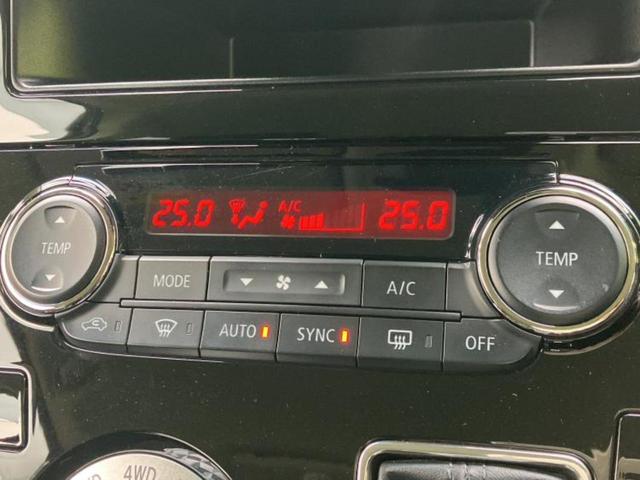 25.0 A/C 25.0
TEMP TEMP
MODE A/C
AUTO SYNC OFF
4WD